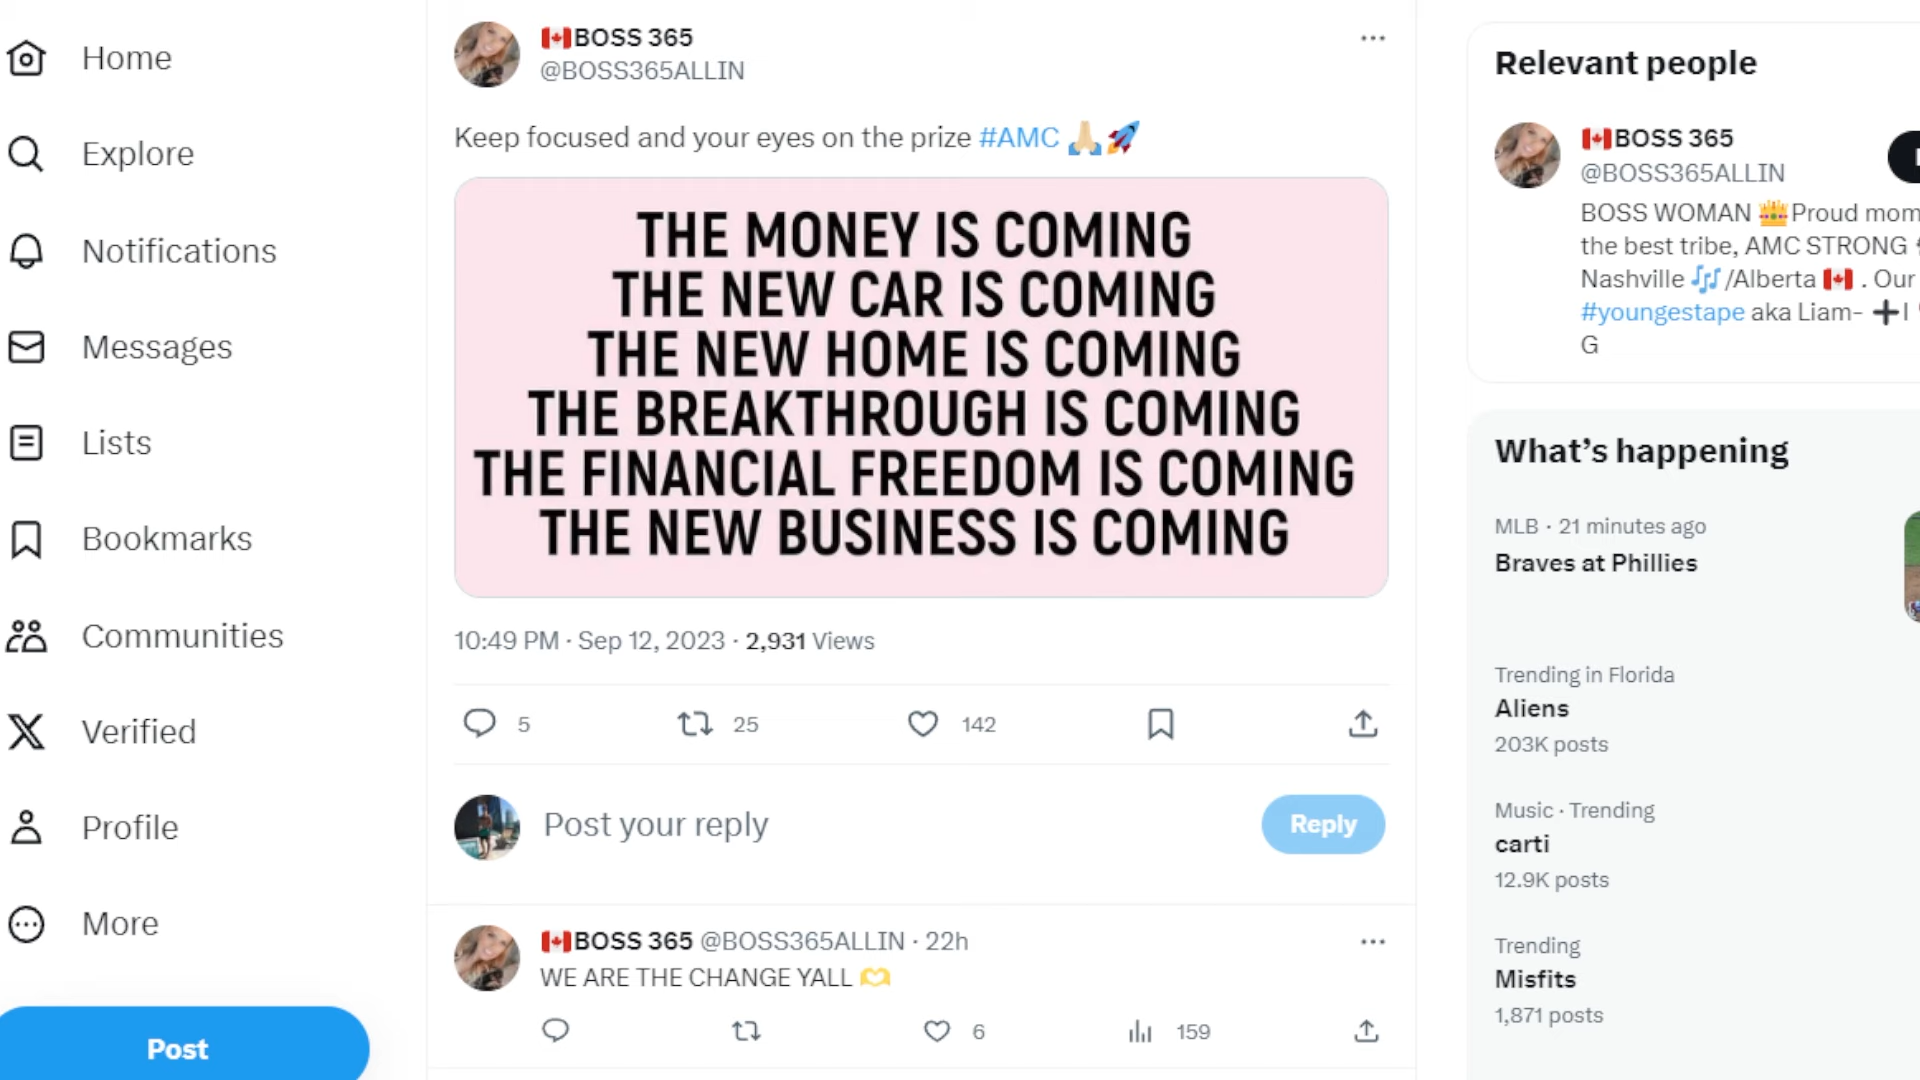 Home
Explore
Notifications
Messages
Lists
Bookmarks
Communities
Verified
Profile
More
Post
BOSS 365
@BOSS365ALLIN
Keep focused and your eyes on the prize #AMC 🙏🏼🚀
THE MONEY IS COMING
THE NEW CAR IS COMING
THE NEW HOME IS COMING
THE BREAKTHROUGH IS COMING
THE FINANCIAL FREEDOM IS COMING
THE NEW BUSINESS IS COMING
10:49 PM · Sep 12, 2023 · 2,931 Views
5 25 142
Post your reply
Reply
BOSS 365 @BOSS365ALLIN · 22h
WE ARE THE CHANGE YALL 🫶
6 159
Relevant people
BOSS 365
@BOSS365ALLIN
BOSS WOMAN 👑Proud mom
the best tribe, AMC STRONG
Nashville 🎶/Alberta 🇨🇦 . Our
#youngestape aka Liam- ➕I
G
What's happening
MLB · 21 minutes ago
Braves at Phillies
Trending in Florida
Aliens
203K posts
Music · Trending
carti
12.9K posts
Trending
Misfits
1,871 posts